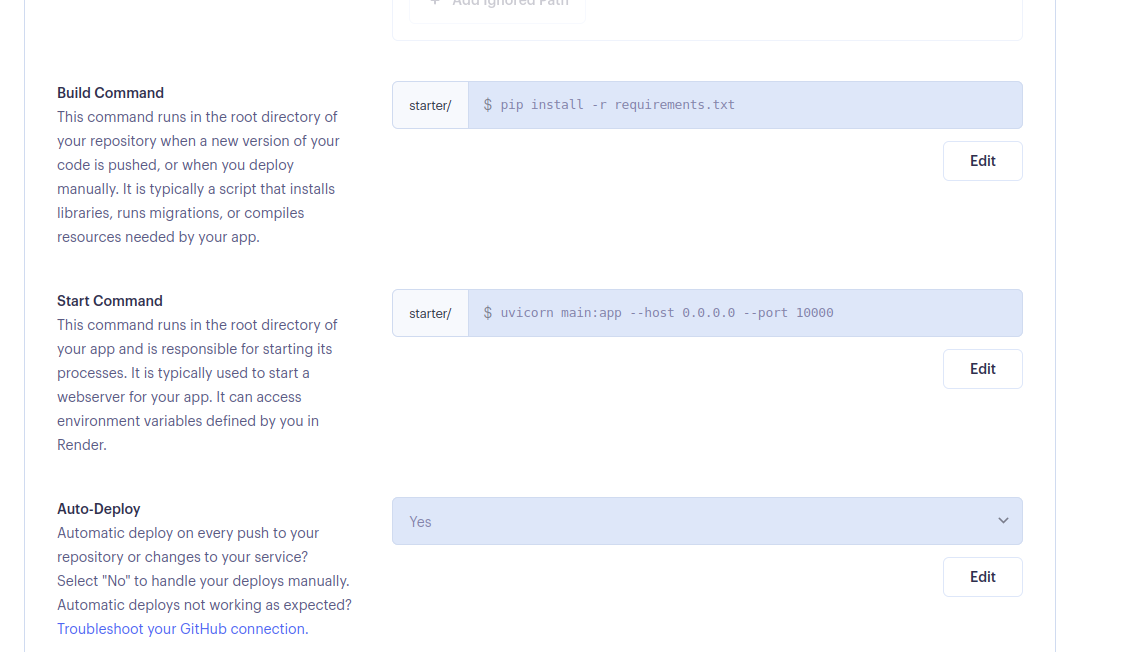 + Add Ignored Path
Build Command
This command runs in the root directory of
your repository when a new version of your
code is pushed, or when you deploy
manually. It is typically a script that installs
libraries, runs migrations, or compiles
resources needed by your app.
starter/ $ pip install -r requirements.txt
Edit
Start Command
This command runs in the root directory of
your app and is responsible for starting its
processes. It is typically used to start a
webserver for your app. It can access
environment variables defined by you in
Render.
starter/ $ uvicorn main:app --host 0.0.0.0 --port 10000
Edit
Auto-Deploy
Automatic deploy on every push to your
repository or changes to your service?
Select "No" to handle your deploys manually.
Automatic deploys not working as expected?
Troubleshoot your GitHub connection.
Yes
Edit